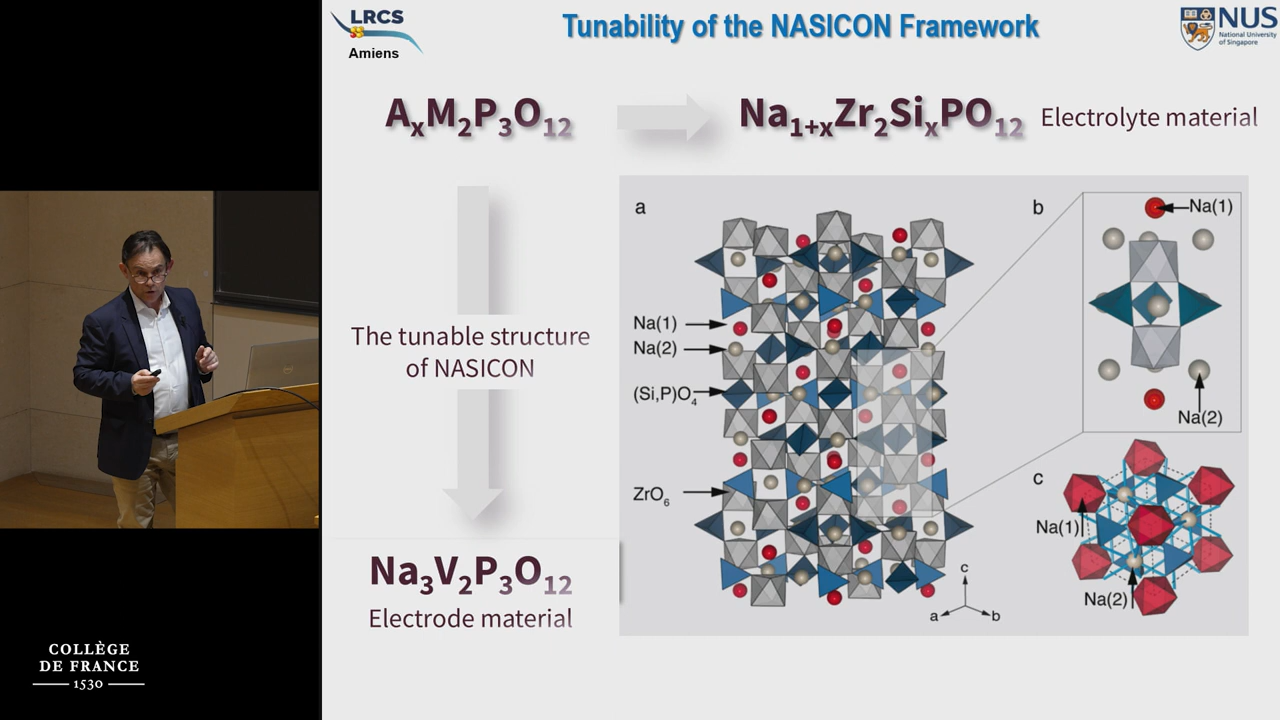 LRCS
Amiens
Tunability of the NASICON Framework
NUS
National University
of Singapore
AₓM₂P₃O₁₂
Na₁₊ₓZr₂SiₓPO₁₂ Electrolyte material
The tunable structure
of NASICON
Na₃V₂P₃O₁₂
Electrode material
a
Na(1)
Na(2)
(Si,P)O₄
ZrO₆
c
a
b
b
Na(1)
Na(2)
c
Na(1)
Na(2)
COLLÈGE
DE FRANCE
1530